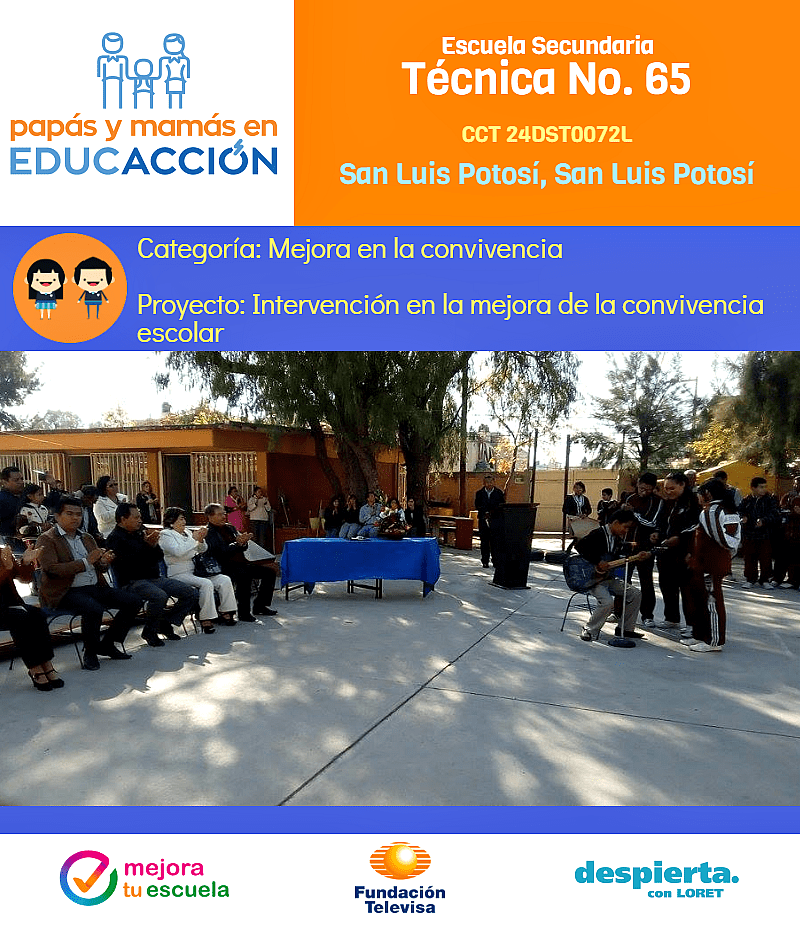 papás y mamás en
EDUCACCIÓN
Escuela Secundaria
Técnica No. 65
CCT 24DST0072L
San Luis Potosí, San Luis Potosí
Categoría: Mejora en la convivencia
Proyecto: Intervención en la mejora de la convivencia
escolar
mejora
tu escuela
Fundación
Televisa
despierta.
con LORET